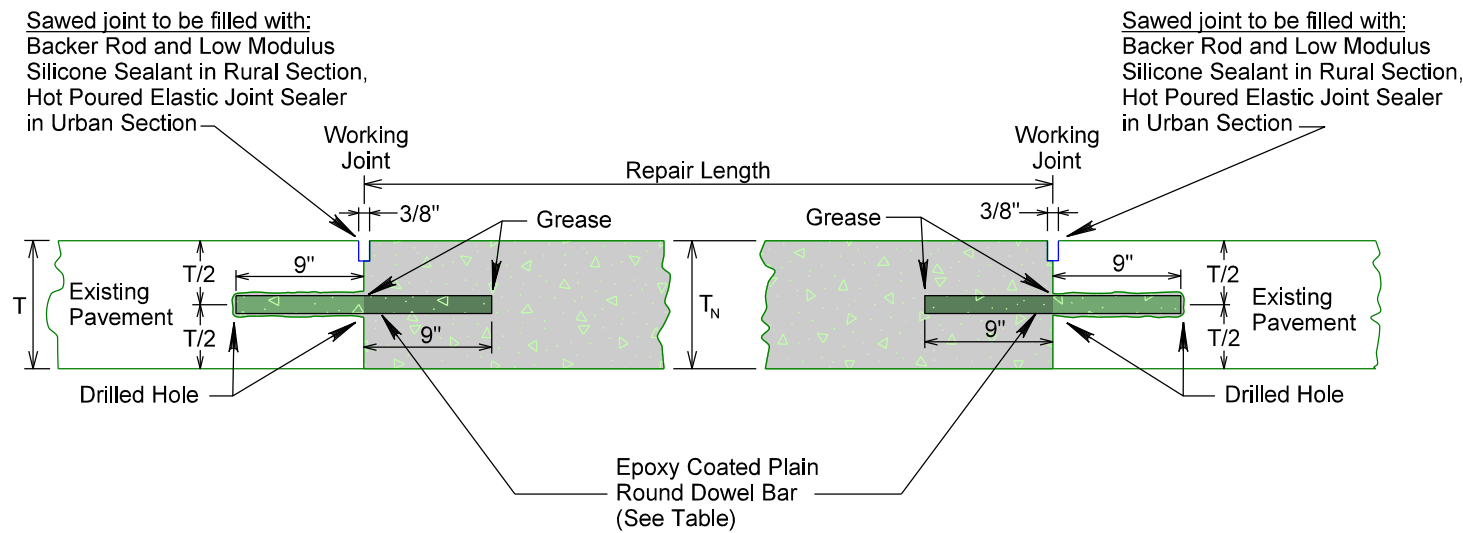 Sawed joint to be filled with:
Backer Rod and Low Modulus
Silicone Sealant in Rural Section,
Hot Poured Elastic Joint Sealer
in Urban Section
Sawed joint to be filled with:
Backer Rod and Low Modulus
Silicone Sealant in Rural Section,
Hot Poured Elastic Joint Sealer
in Urban Section
Working
Joint
Working
Joint
Repair Length
3/8"
Grease
Grease
3/8"
T
T/2
T/2
9"
Existing
Pavement
9"
T_N
9"
9"
T/2
T/2
Existing
Pavement
Drilled Hole
Drilled Hole
Epoxy Coated Plain
Round Dowel Bar
(See Table)